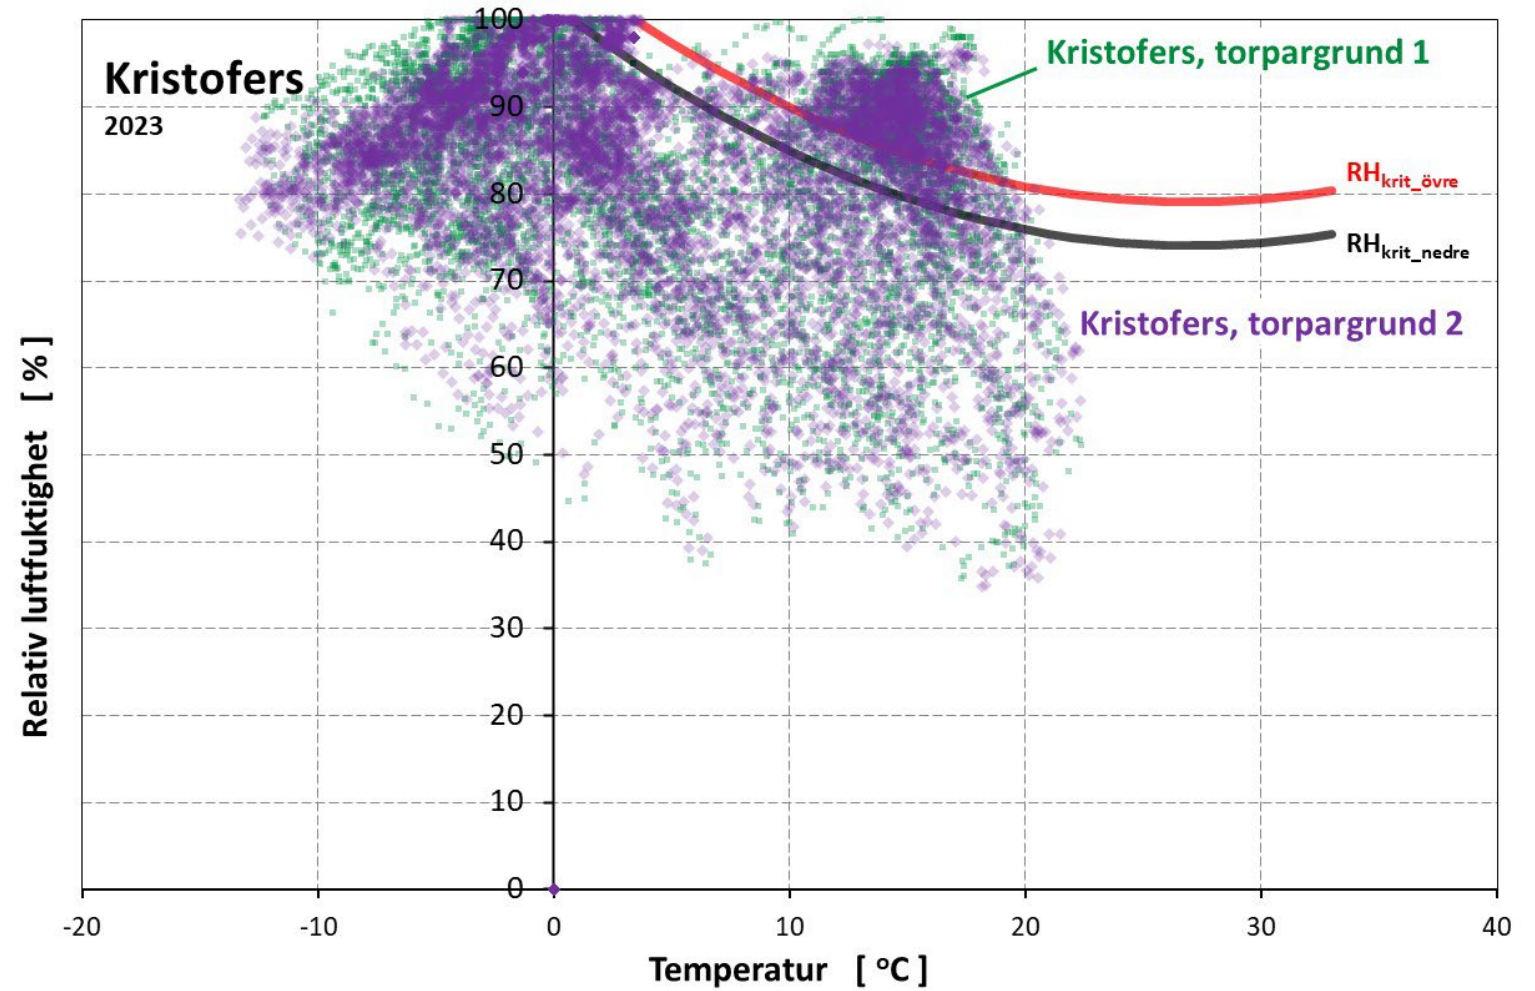 Kristofers
2023
Kristofers, torpargrund 1
RHkrit_övre
RHkrit_nedre
Kristofers, torpargrund 2
Relativ luftfuktighet [ % ]
100
90
80
70
60
50
40
30
20
10
0
-20 -10 0 10 20 30 40
Temperatur [ °C ]